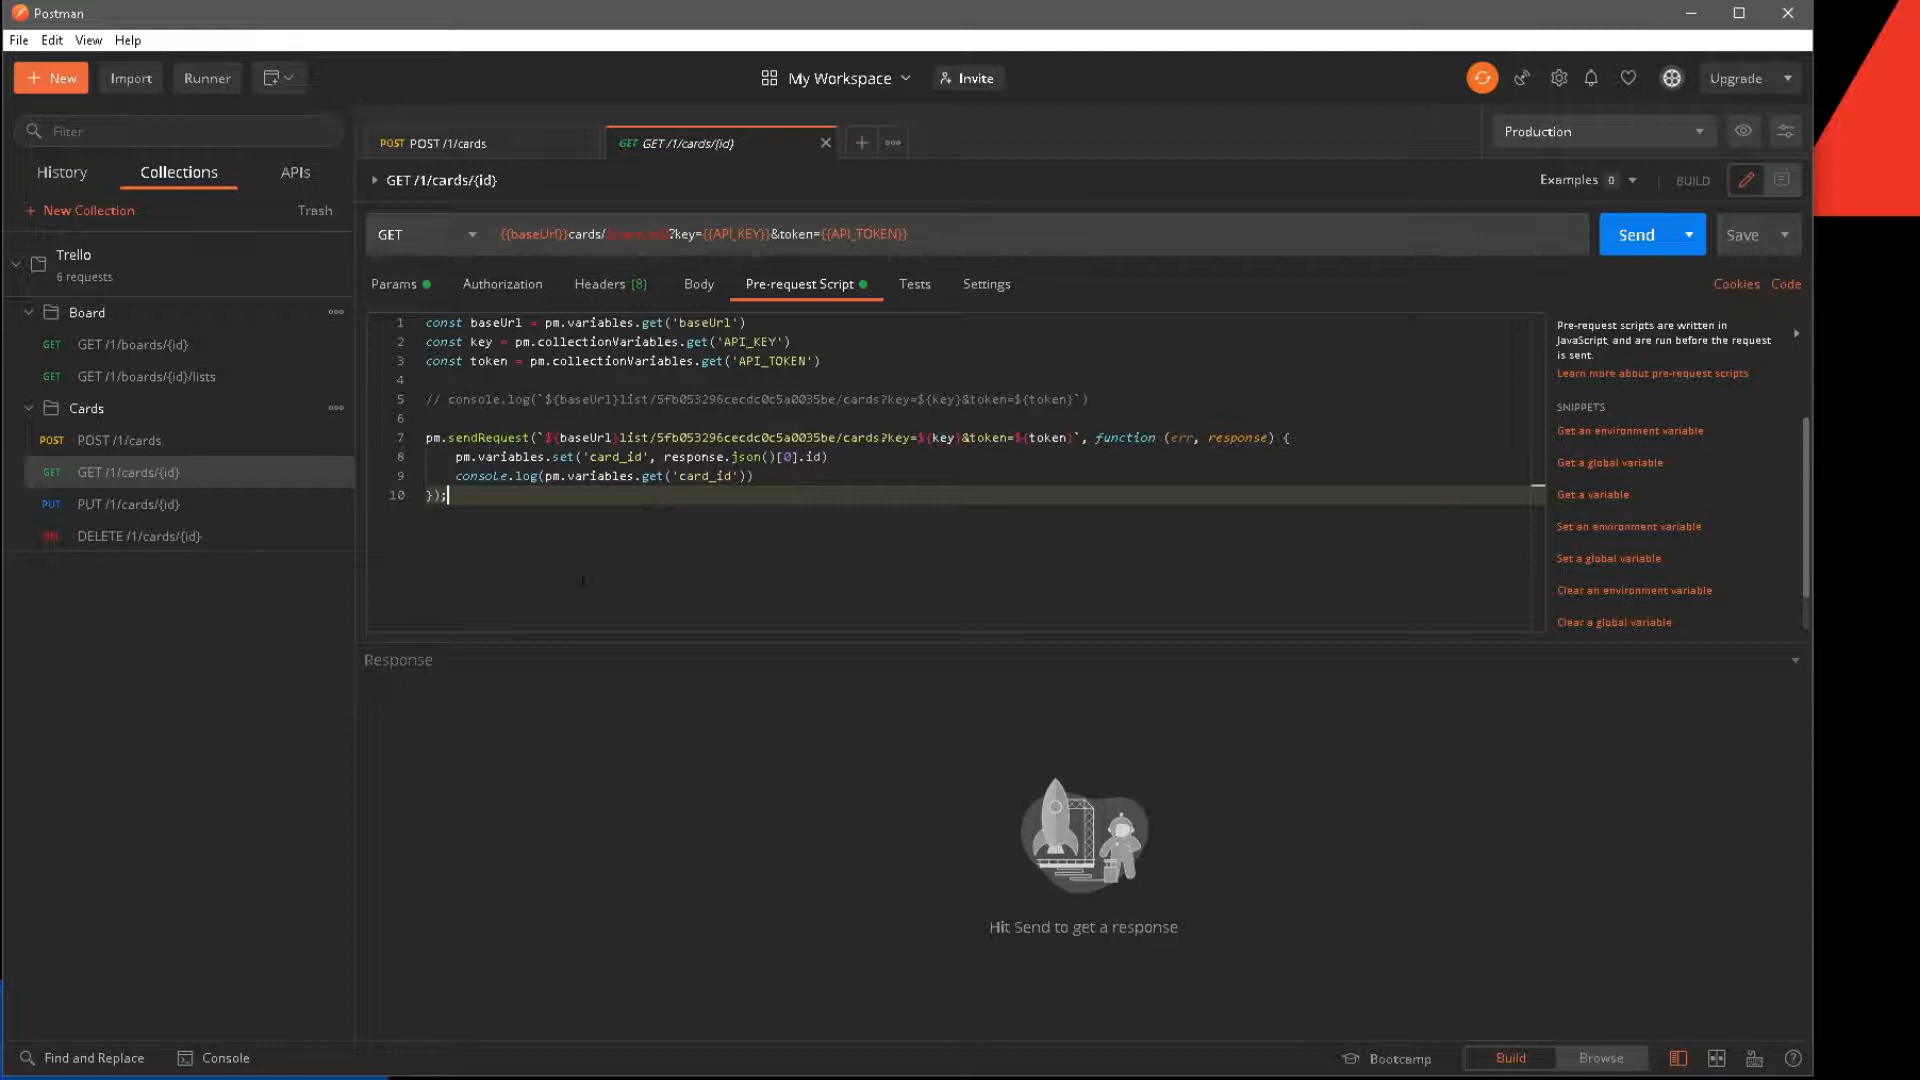 Postman
File Edit View Help
+ New Import Runner My Workspace Invite Upgrade
Filter
History Collections APIs
+ New Collection Trash
Trello
6 requests
Board
GET GET /1/boards/{id}
GET GET /1/boards/{id}/lists
Cards
POST POST /1/cards
GET GET /1/cards/{id}
PUT PUT /1/cards/{id}
DELETE /1/cards/{id}
POST POST /1/cards GET GET /1/cards/{id} Production
GET /1/cards/{id} Examples 0 BUILD
GET {{baseUrl}}cards/ ?key={{API_KEY}}&token={{API_TOKEN}} Send Save
Params Authorization Headers (8) Body Pre-request Script Tests Settings Cookies Code
1 const baseUrl = pm.variables.get('baseUrl')
2 const key = pm.collectionVariables.get('API_KEY')
3 const token = pm.collectionVariables.get('API_TOKEN')
4
5 // console.log(`${baseUrl}list/5fb053296cecdc0c5a0035be/cards?key=${key}&token=${token}`)
6
7 pm.sendRequest(`${baseUrl}list/5fb053296cecdc0c5a0035be/cards?key=${key}&token=${token}`, function (err, response) {
8 pm.variables.set('card_id', response.json()[0].id)
9 console.log(pm.variables.get('card_id'))
10 });
Pre-request scripts are written in
JavaScript, and are run before the request
is sent.
Learn more about pre-request scripts
SNIPPETS
Get an environment variable
Get a global variable
Get a variable
Set an environment variable
Set a global variable
Clear an environment variable
Clear a global variable
Response
Hit Send to get a response
Find and Replace Console Bootcamp Build Browse